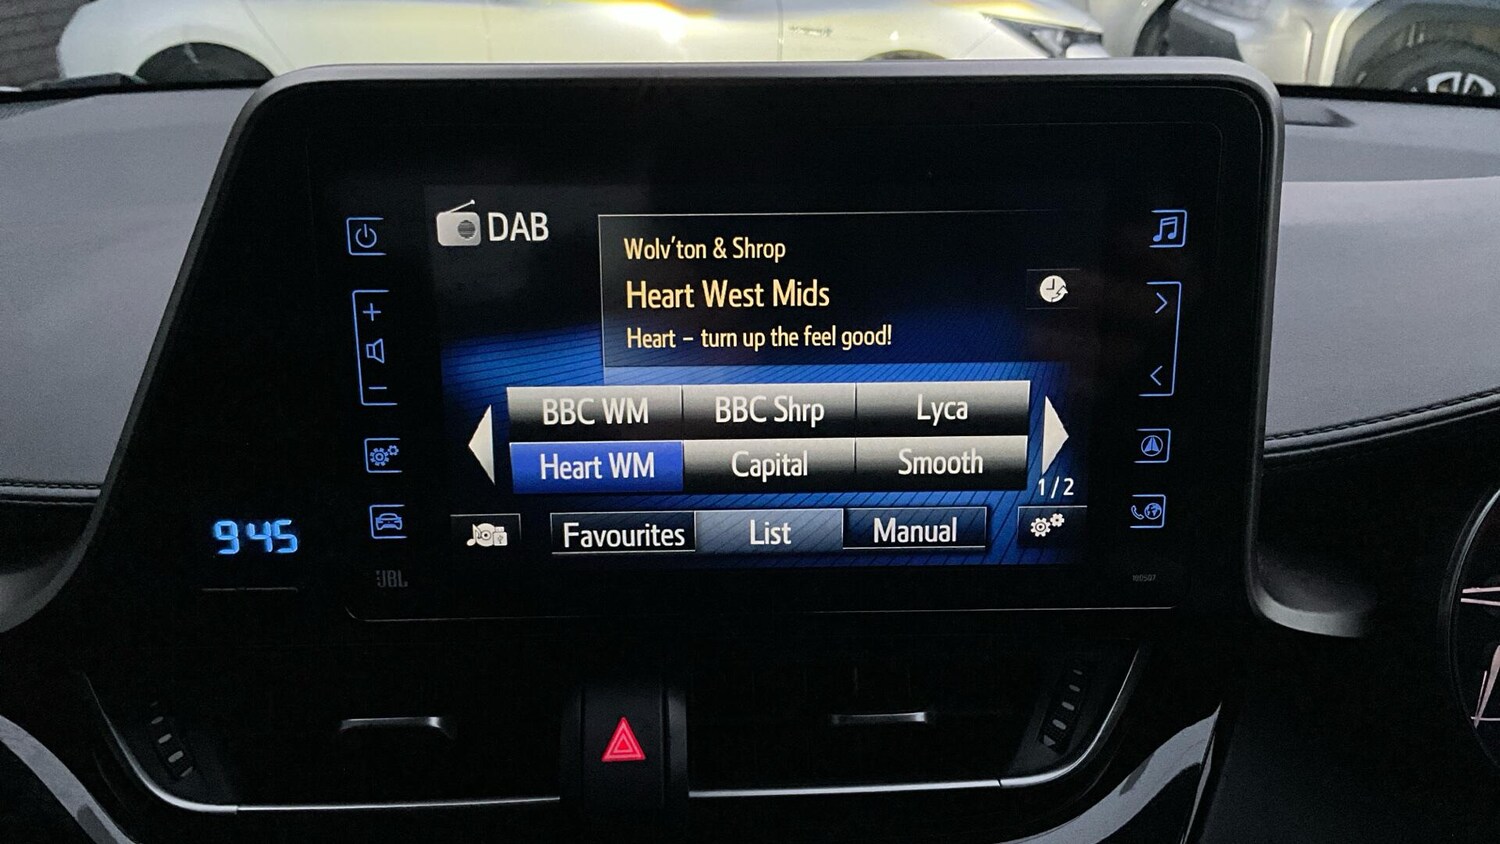 DAB
Wolv'ton & Shrop
Heart West Mids
Heart - turn up the feel good!
BBC WM BBC Shrp Lyca
Heart WM Capital Smooth
1/2
Favourites List Manual
9:45
JBL
190507